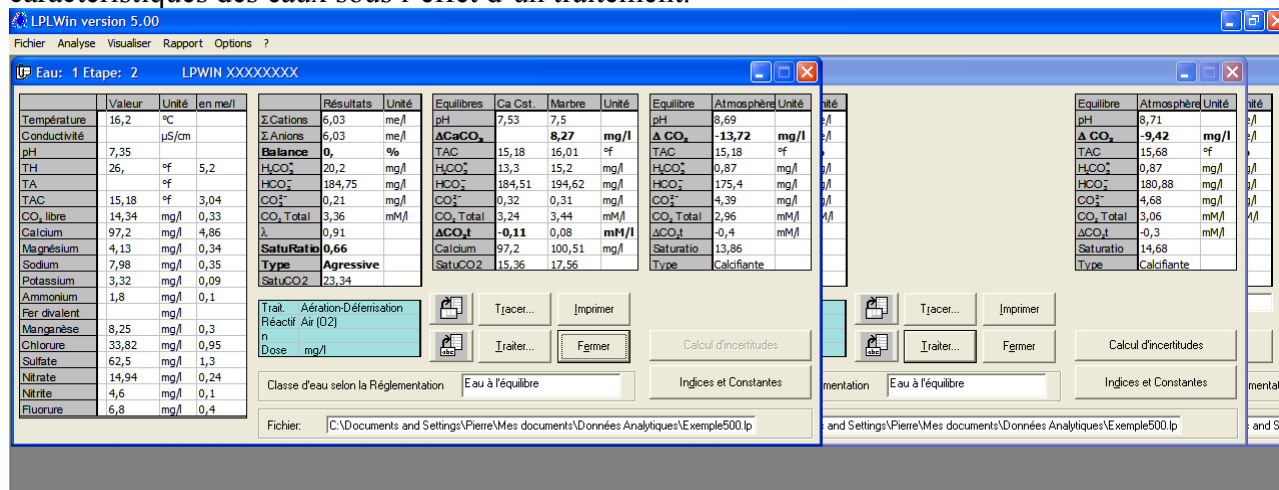 caractéristiques des eaux sous l'effet d'un traitement.
LPLWin version 5.00
Fichier Analyse Visualiser Rapport Options ?
Eau: 1 Etape: 2 LPWIN XXXXXXXX
Valeur Unité en me/l
Température 16,2 °C
Conductivité µS/cm
pH 7,35
TH 26, °f 5,2
TA °f
TAC 15,18 °f 3,04
CO₂ libre 14,34 mg/l 0,33
Calcium 97,2 mg/l 4,86
Magnésium 4,13 mg/l 0,34
Sodium 7,98 mg/l 0,35
Potassium 3,32 mg/l 0,09
Ammonium 1,8 mg/l 0,1
Fer divalent mg/l
Manganèse 8,25 mg/l 0,3
Chlorure 33,82 mg/l 0,95
Sulfate 62,5 mg/l 1,3
Nitrate 14,94 mg/l 0,24
Nitrite 4,6 mg/l 0,1
Fluorure 6,8 mg/l 0,4
Résultats Unité
ΣCations 6,03 me/l
ΣAnions 6,03 me/l
Balance 0, %
H₂CO₃* 20,2 mg/l
HCO₃⁻ 184,75 mg/l
CO₃²⁻ 0,21 mg/l
CO₂ Total 3,36 mM/l
λ 0,91
SatuRatio 0,66
Type Agressive
SatuCO2 23,34
Equilibres Ca Cst. Marbre Unité
pH 7,53 7,5
ΔCaCO₃ 8,27 mg/l
TAC 15,18 16,01 °f
H₂CO₃* 13,3 15,2 mg/l
HCO₃⁻ 184,51 194,62 mg/l
CO₃²⁻ 0,32 0,31 mg/l
CO₂ Total 3,24 3,44 mM/l
ΔCO₂t -0,11 0,08 mM/l
Calcium 97,2 100,51 mg/l
SatuCO2 15,36 17,56
Equilibre Atmosphère Unité
pH 8,69
Δ CO₂ -13,72 mg/l
TAC 15,18 °f
H₂CO₃* 0,87 mg/l
HCO₃⁻ 175,4 mg/l
CO₃²⁻ 4,39 mg/l
CO₂ Total 2,96 mM/l
ΔCO₂t -0,4 mM/l
Saturatio 13,86
Type Calcifiante
Trait. Aération-Déferrisation
Réactif Air (O2)
n
Dose mg/l
Tracer... Imprimer
Traiter... Fermer
Calcul d'incertitudes
Indices et Constantes
Classe d'eau selon la Réglementation Eau à l'équilibre
Fichier: C:\Documents and Settings\Pierre\Mes documents\Données Analytiques\Exemple500.lp
Equilibre Atmosphère Unité
pH 8,71
Δ CO₂ -9,42 mg/l
TAC 15,68 °f
H₂CO₃* 0,87 mg/l
HCO₃⁻ 180,88 mg/l
CO₃²⁻ 4,68 mg/l
CO₂ Total 3,06 mM/l
ΔCO₂t -0,3 mM/l
Saturatio 14,68
Type Calcifiante
Tracer... Imprimer
Traiter... Fermer
Calcul d'incertitudes
Indices et Constantes
mentation Eau à l'équilibre
and Settings\Pierre\Mes documents\Données Analytiques\Exemple500.lp